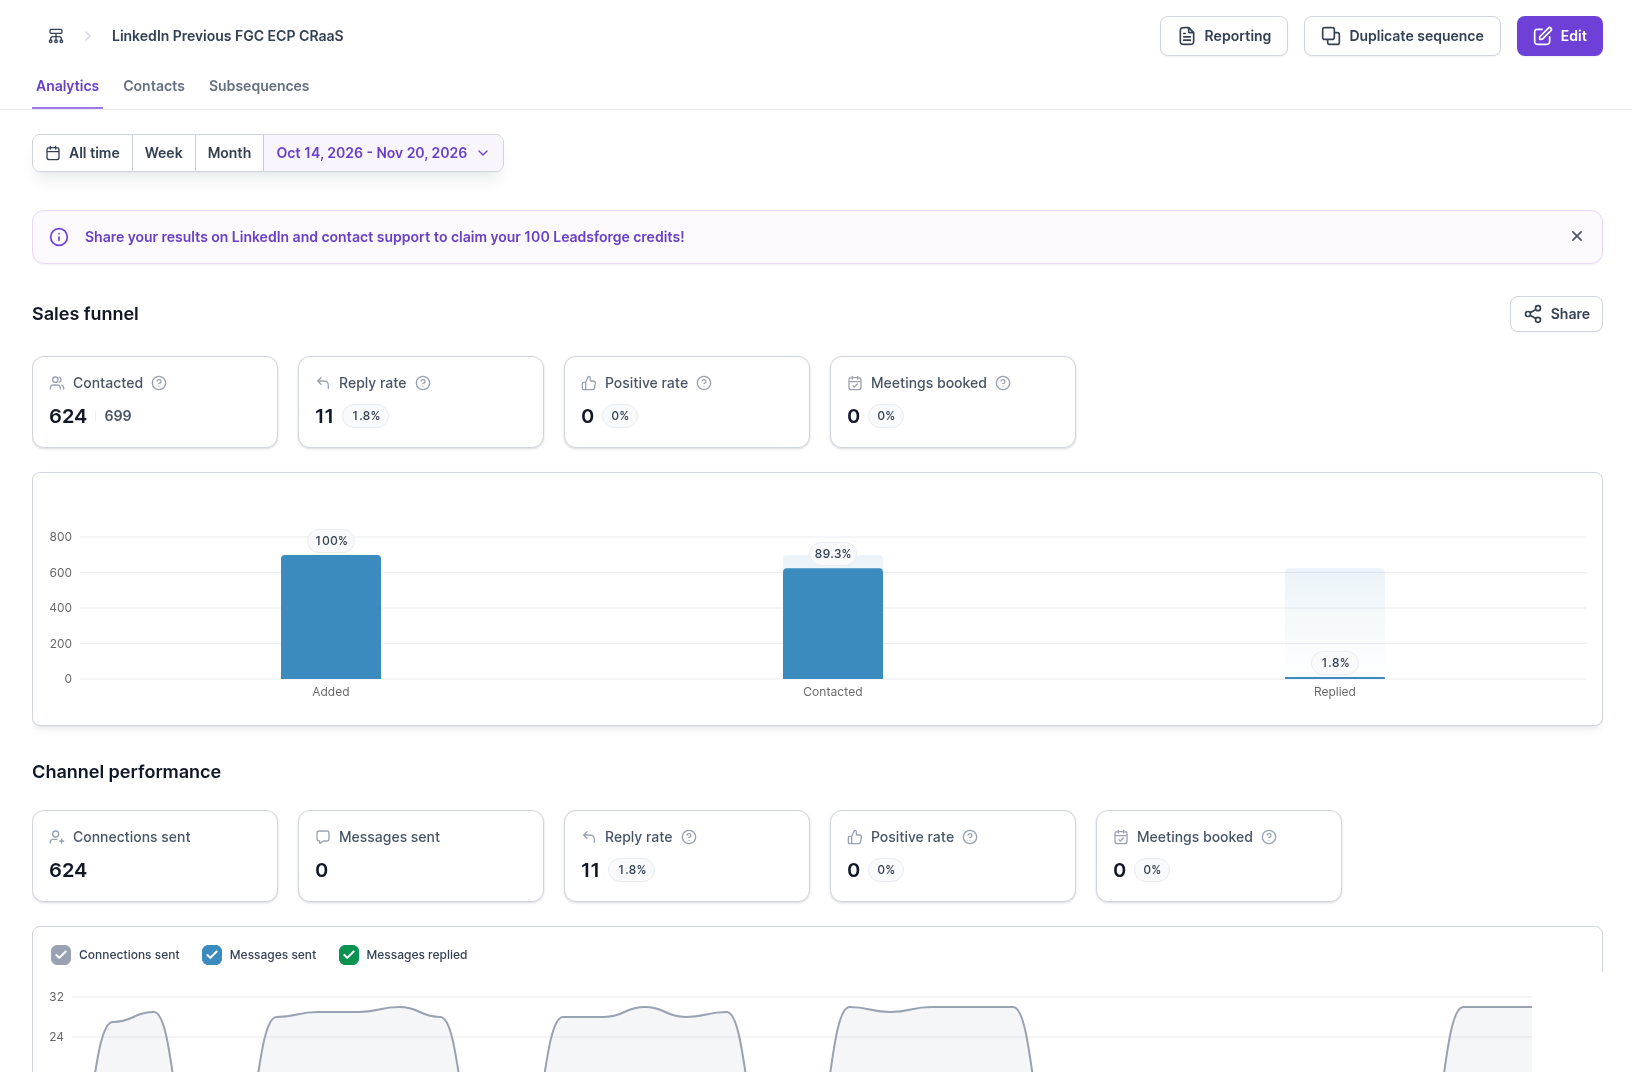 LinkedIn Previous FGC ECP CRaaS
Reporting
Duplicate sequence
Edit
Analytics
Contacts
Subsequences
All time
Week
Month
Oct 14, 2026 - Nov 20, 2026
Share your results on LinkedIn and contact support to claim your 100 Leadsforge credits!
Sales funnel
Share
Contacted
624 699
Reply rate
11 1.8%
Positive rate
0 0%
Meetings booked
0 0%
800
600
400
200
0
100%
89.3%
1.8%
Added
Contacted
Replied
Channel performance
Connections sent
624
Messages sent
0
Reply rate
11 1.8%
Positive rate
0 0%
Meetings booked
0 0%
Connections sent
Messages sent
Messages replied
32
24